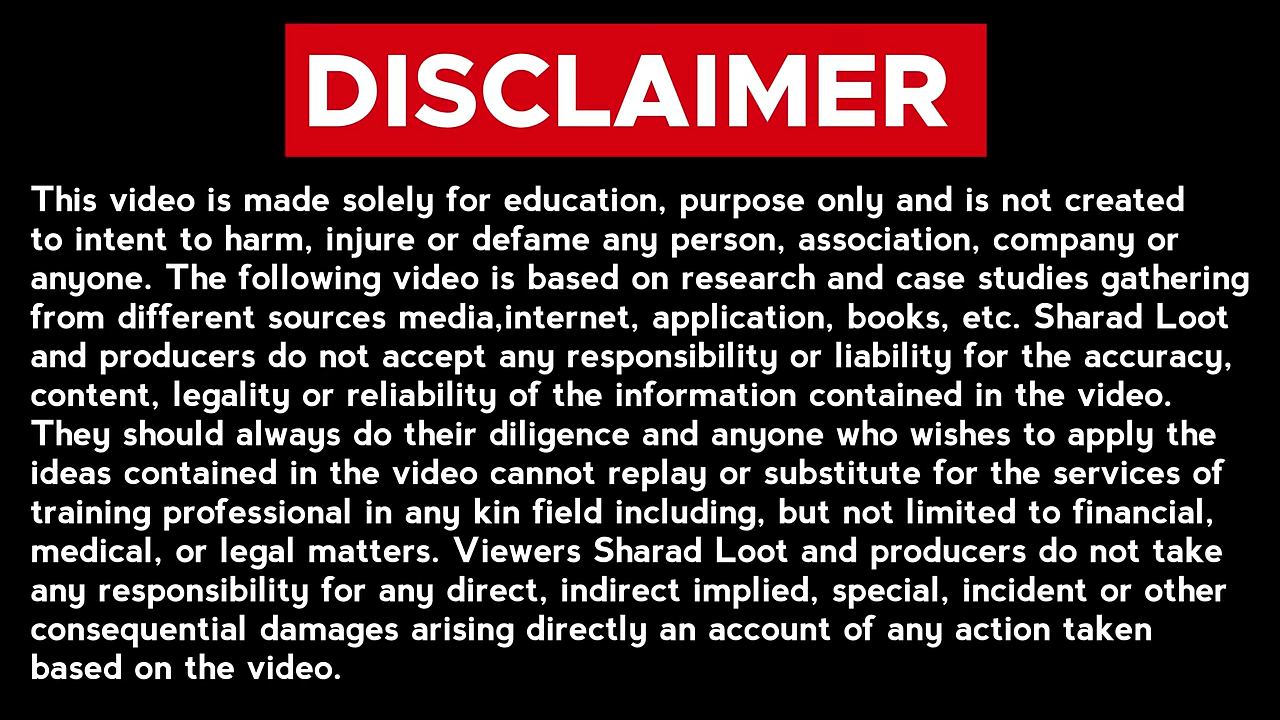 DISCLAIMER
This video is made solely for education, purpose only and is not created
to intent to harm, injure or defame any person, association, company or
anyone. The following video is based on research and case studies gathering
from different sources media,internet, application, books, etc. Sharad Loot
and producers do not accept any responsibility or liability for the accuracy,
content, legality or reliability of the information contained in the video.
They should always do their diligence and anyone who wishes to apply the
ideas contained in the video cannot replay or substitute for the services of
training professional in any kin field including, but not limited to financial,
medical, or legal matters. Viewers Sharad Loot and producers do not take
any responsibility for any direct, indirect implied, special, incident or other
consequential damages arising directly an account of any action taken
based on the video.